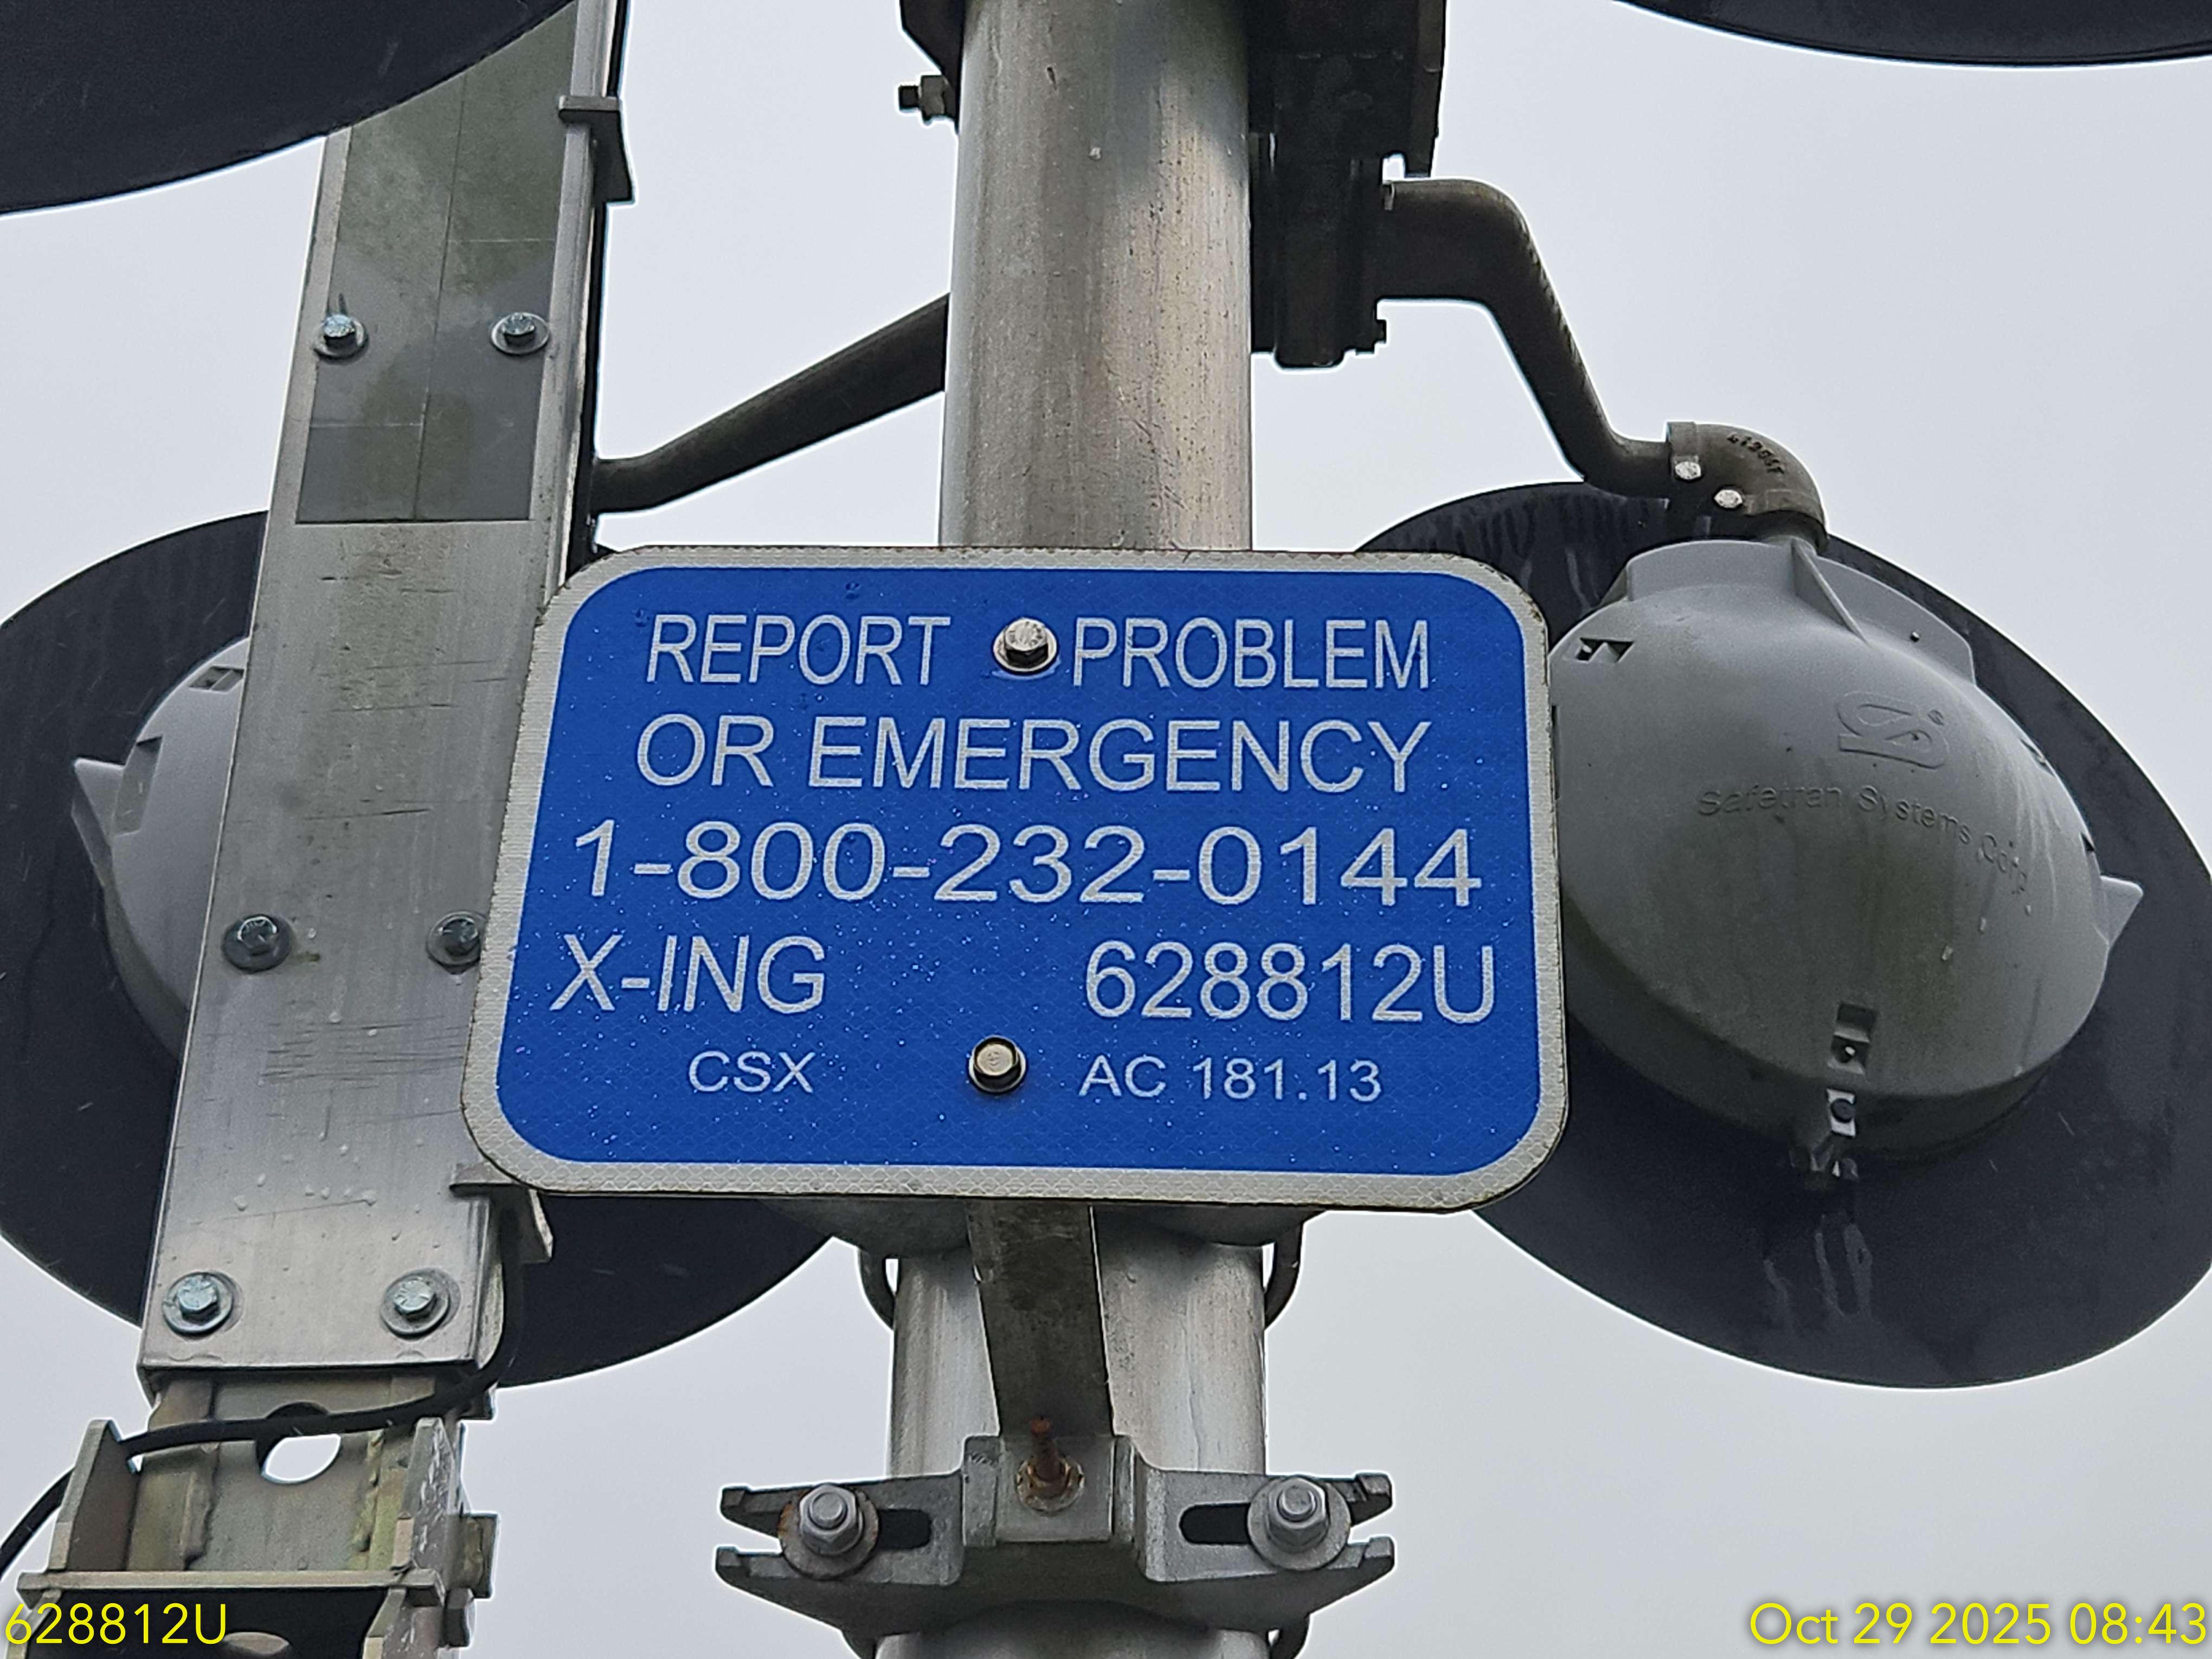 REPORT PROBLEM
OR EMERGENCY
1-800-232-0144
X-ING 628812U
CSX AC 181.13
Safetran Systems Corp
628812U
Oct 29 2025 08:43